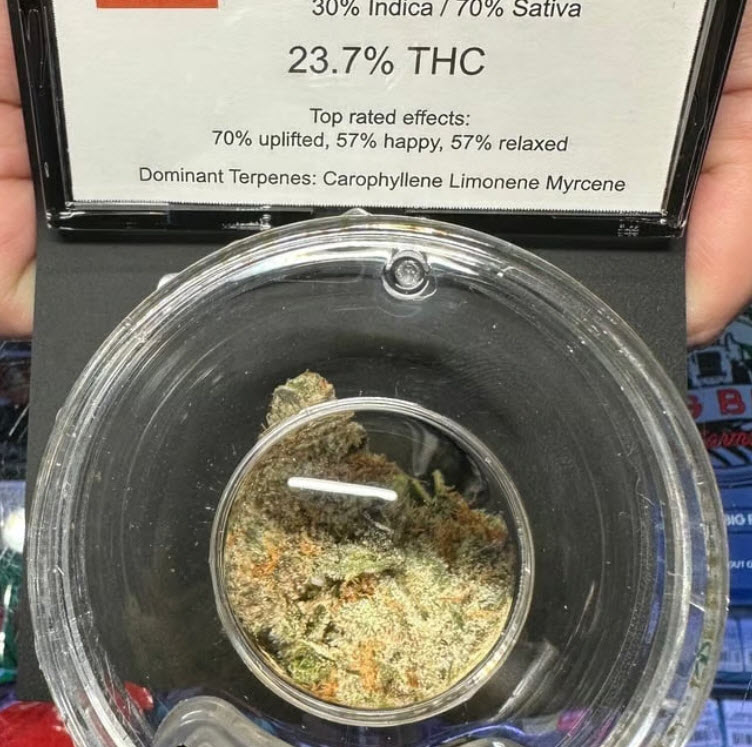 30% Indica / 70% Sativa
23.7% THC
Top rated effects:
70% uplifted, 57% happy, 57% relaxed
Dominant Terpenes: Carophyllene Limonene Myrcene
B